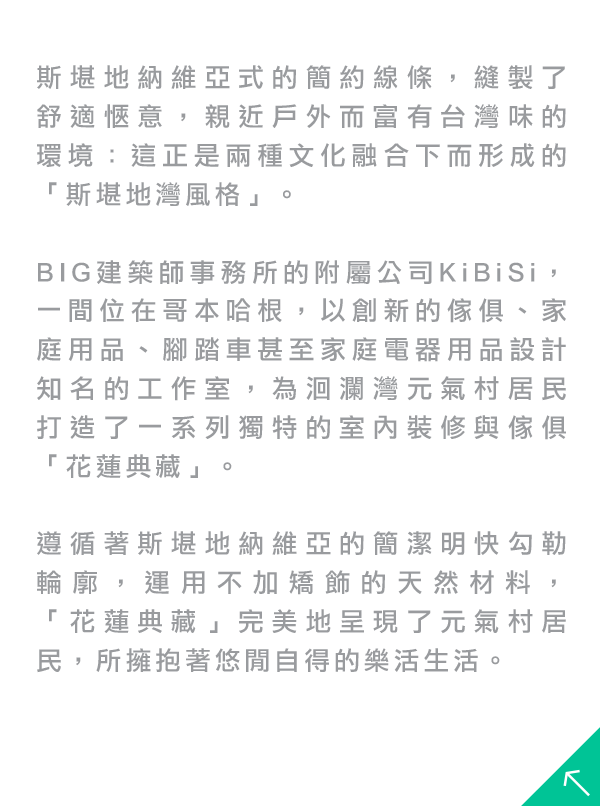 斯堪地納維亞式的簡約線條，縫製了
舒適愜意，親近戶外而富有台灣味的
環境：這正是兩種文化融合下而形成的
「斯堪地灣風格」。
BIG建築師事務所的附屬公司KiBiSi，
一間位在哥本哈根，以創新的傢俱、家
庭用品、腳踏車甚至家庭電器用品設計
知名的工作室，為洄瀾灣元氣村居民
打造了一系列獨特的室內裝修與傢俱
「花蓮典藏」。
遵循著斯堪地納維亞的簡潔明快勾勒
輪廓，運用不加矯飾的天然材料，
「花蓮典藏」完美地呈現了元氣村居
民，所擁抱著悠閒自得的樂活生活。